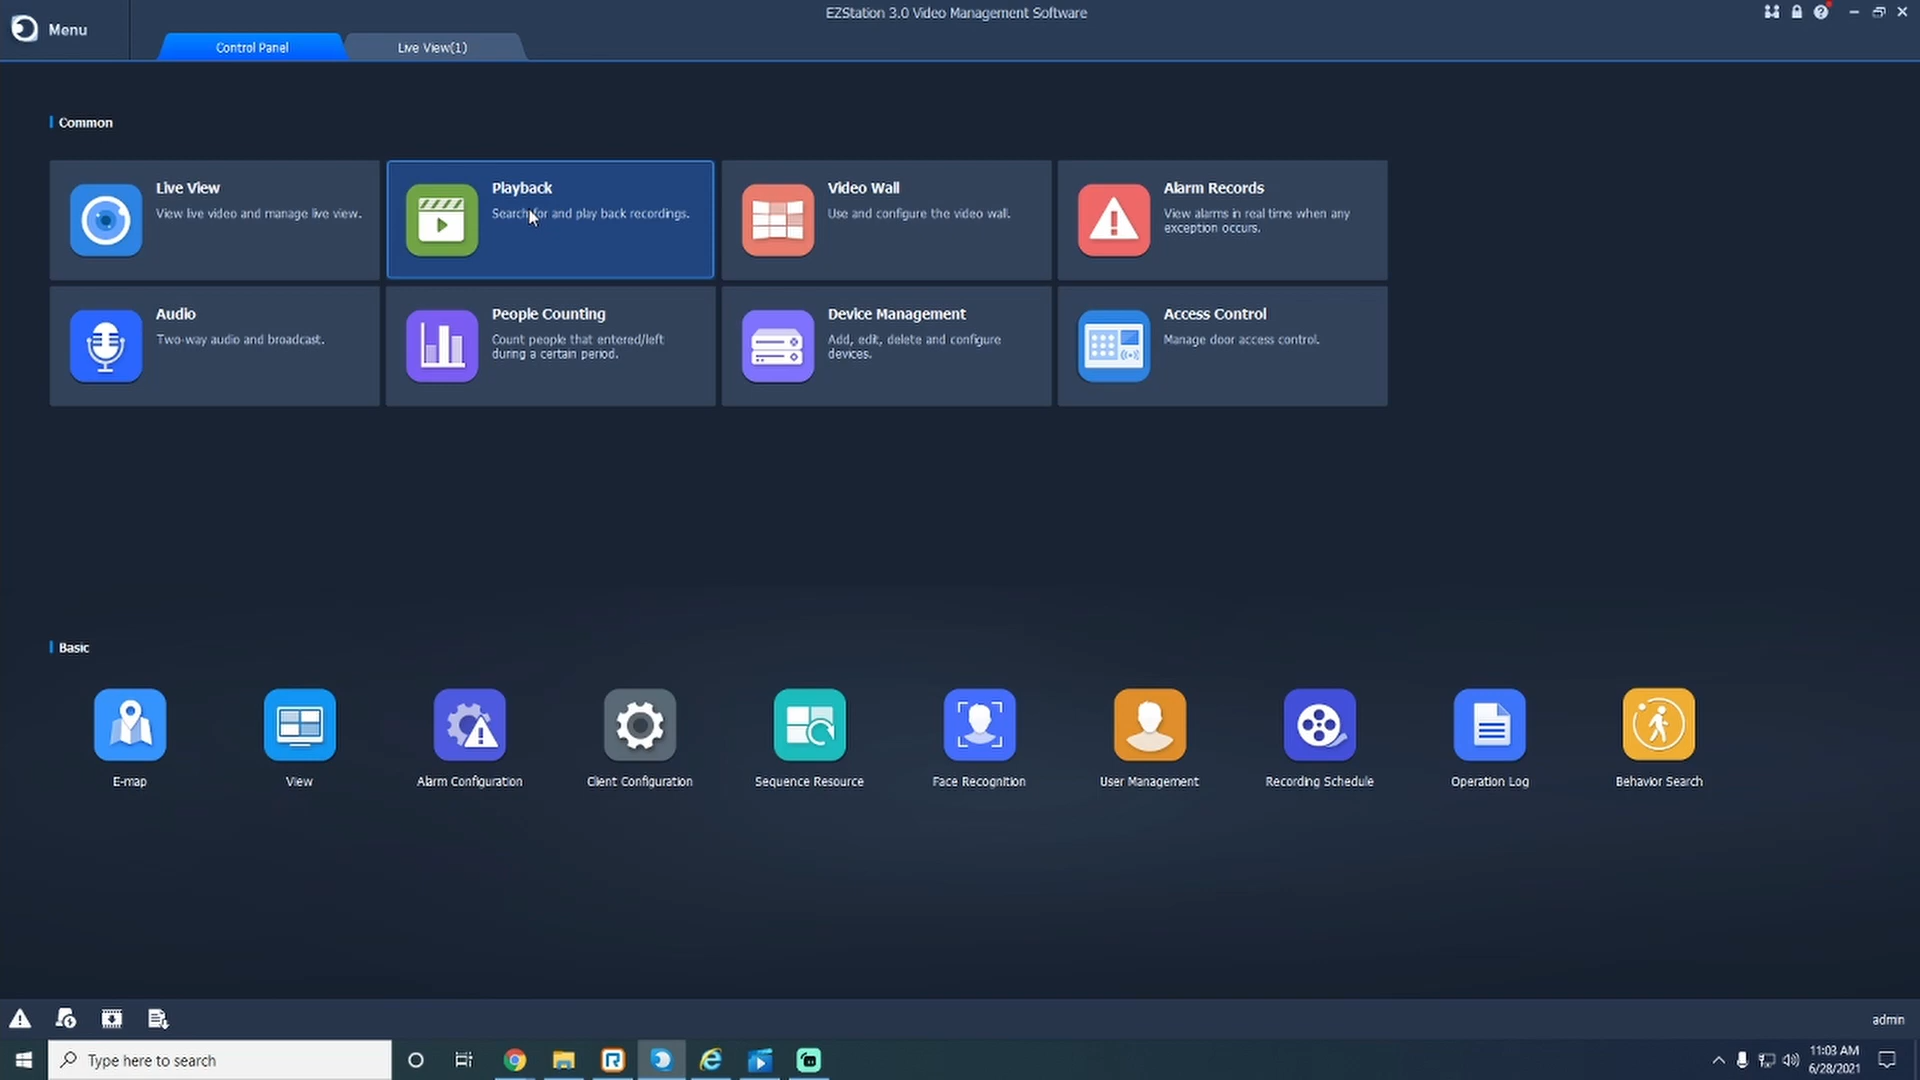 EZStation 3.0 Video Management Software
Menu
Control Panel
Live View(1)
Common
Live View
View live video and manage live view.
Playback
Search for and play back recordings.
Video Wall
Use and configure the video wall.
Alarm Records
View alarms in real time when any
exception occurs.
Audio
Two-way audio and broadcast.
People Counting
Count people that entered/left
during a certain period.
Device Management
Add, edit, delete and configure
devices.
Access Control
Manage door access control.
Basic
E-map
View
Alarm Configuration
Client Configuration
Sequence Resource
Face Recognition
User Management
Recording Schedule
Operation Log
Behavior Search
admin
Type here to search
11:03 AM
6/28/2021